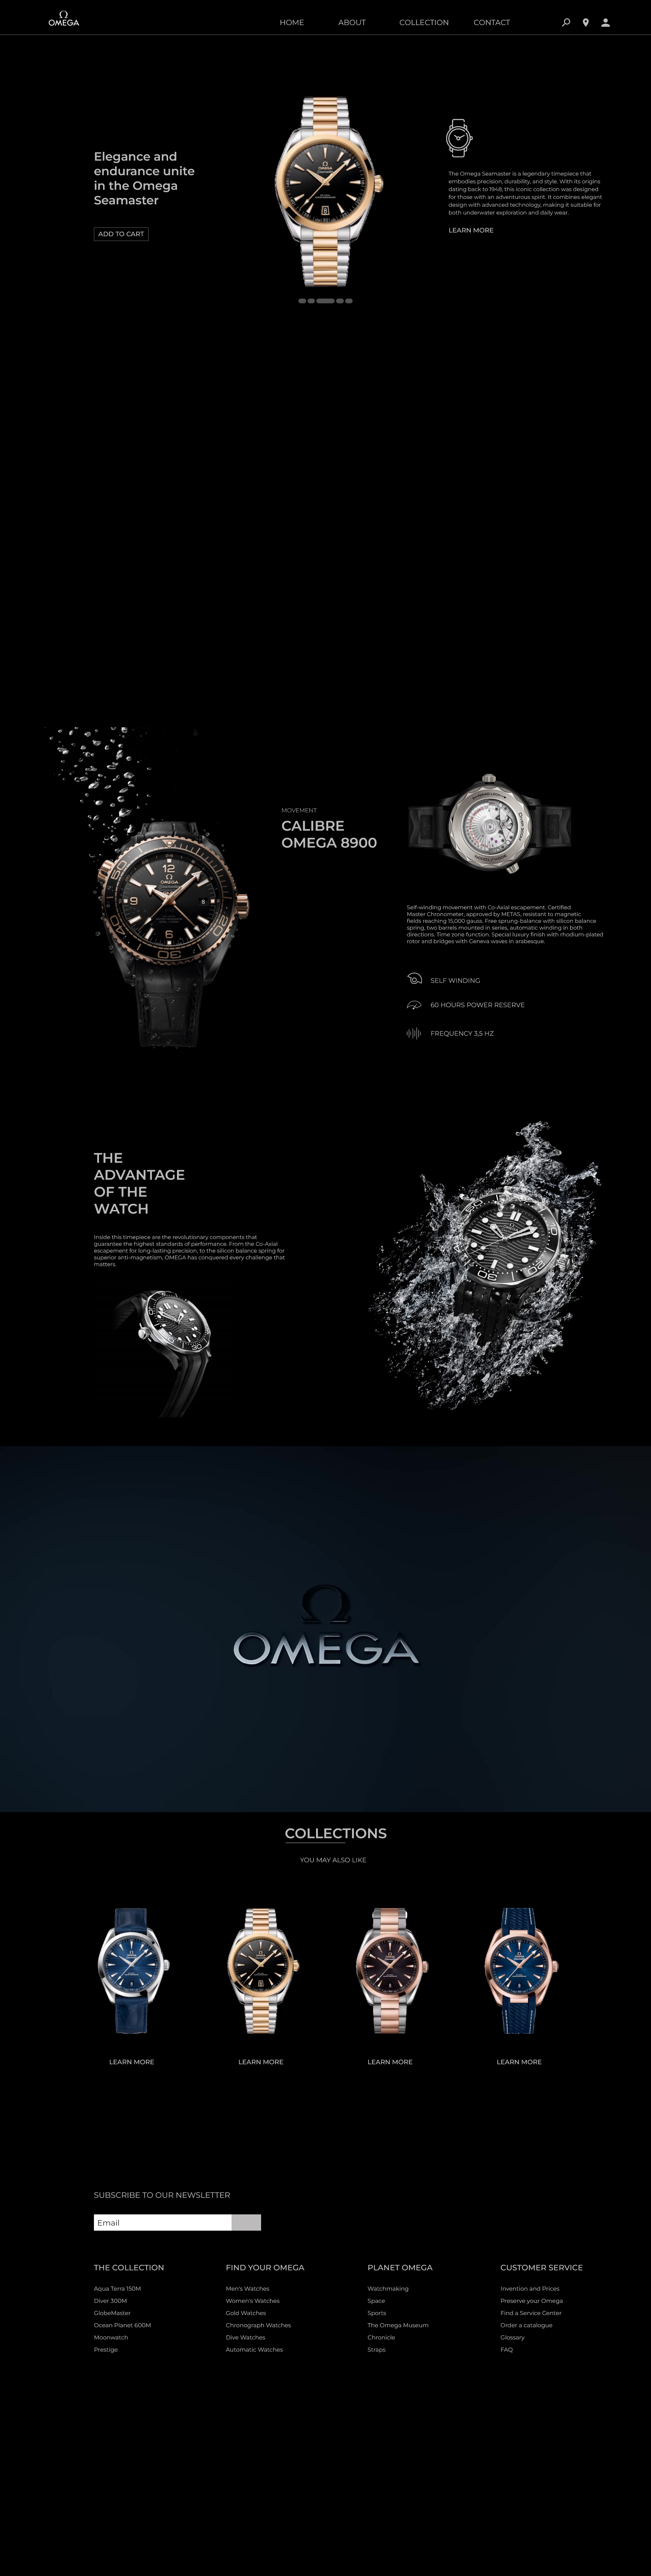 OMEGA
HOME
ABOUT
COLLECTION
CONTACT
Elegance and
endurance unite
in the Omega
Seamaster
ADD TO CART
OMEGA
The Omega Seamaster is a legendary timepiece that
embodies precision, durability, and style. With its origins
dating back to 1948, this iconic collection was designed
for those with an adventurous spirit. It combines elegant
design with advanced technology, making it suitable for
both underwater exploration and daily wear.
LEARN MORE
MOVEMENT
CALIBRE
OMEGA 8900
50
10
12
OMEGA
Seamaster
9
8
6
Self-winding movement with Co-Axial escapement. Certified
Master Chronometer, approved by METAS, resistant to magnetic
fields reaching 15,000 gauss. Free sprung-balance with silicon balance
spring, two barrels mounted in series, automatic winding in both
directions. Time zone function. Special luxury finish with rhodium-plated
rotor and bridges with Geneva waves in arabesque.
SELF WINDING
60 HOURS POWER RESERVE
FREQUENCY 3,5 HZ
THE
ADVANTAGE
OF THE
WATCH
Inside this timepiece are the revolutionary components that
guarantee the highest standards of performance. From the Co-Axial
escapement for long-lasting precision, to the silicon balance spring for
superior anti-magnetism, OMEGA has conquered every challenge that
matters.
OMEGA
COLLECTIONS
YOU MAY ALSO LIKE
LEARN MORE
LEARN MORE
LEARN MORE
LEARN MORE
SUBSCRIBE TO OUR NEWSLETTER
Email
THE COLLECTION
Aqua Terra 150M
Diver 300M
GlobeMaster
Ocean Planet 600M
Moonwatch
Prestige
FIND YOUR OMEGA
Men's Watches
Women's Watches
Gold Watches
Chronograph Watches
Dive Watches
Automatic Watches
PLANET OMEGA
Watchmaking
Space
Sports
The Omega Museum
Chronicle
Straps
CUSTOMER SERVICE
Invention and Prices
Preserve your Omega
Find a Service Center
Order a catalogue
Glossary
FAQ